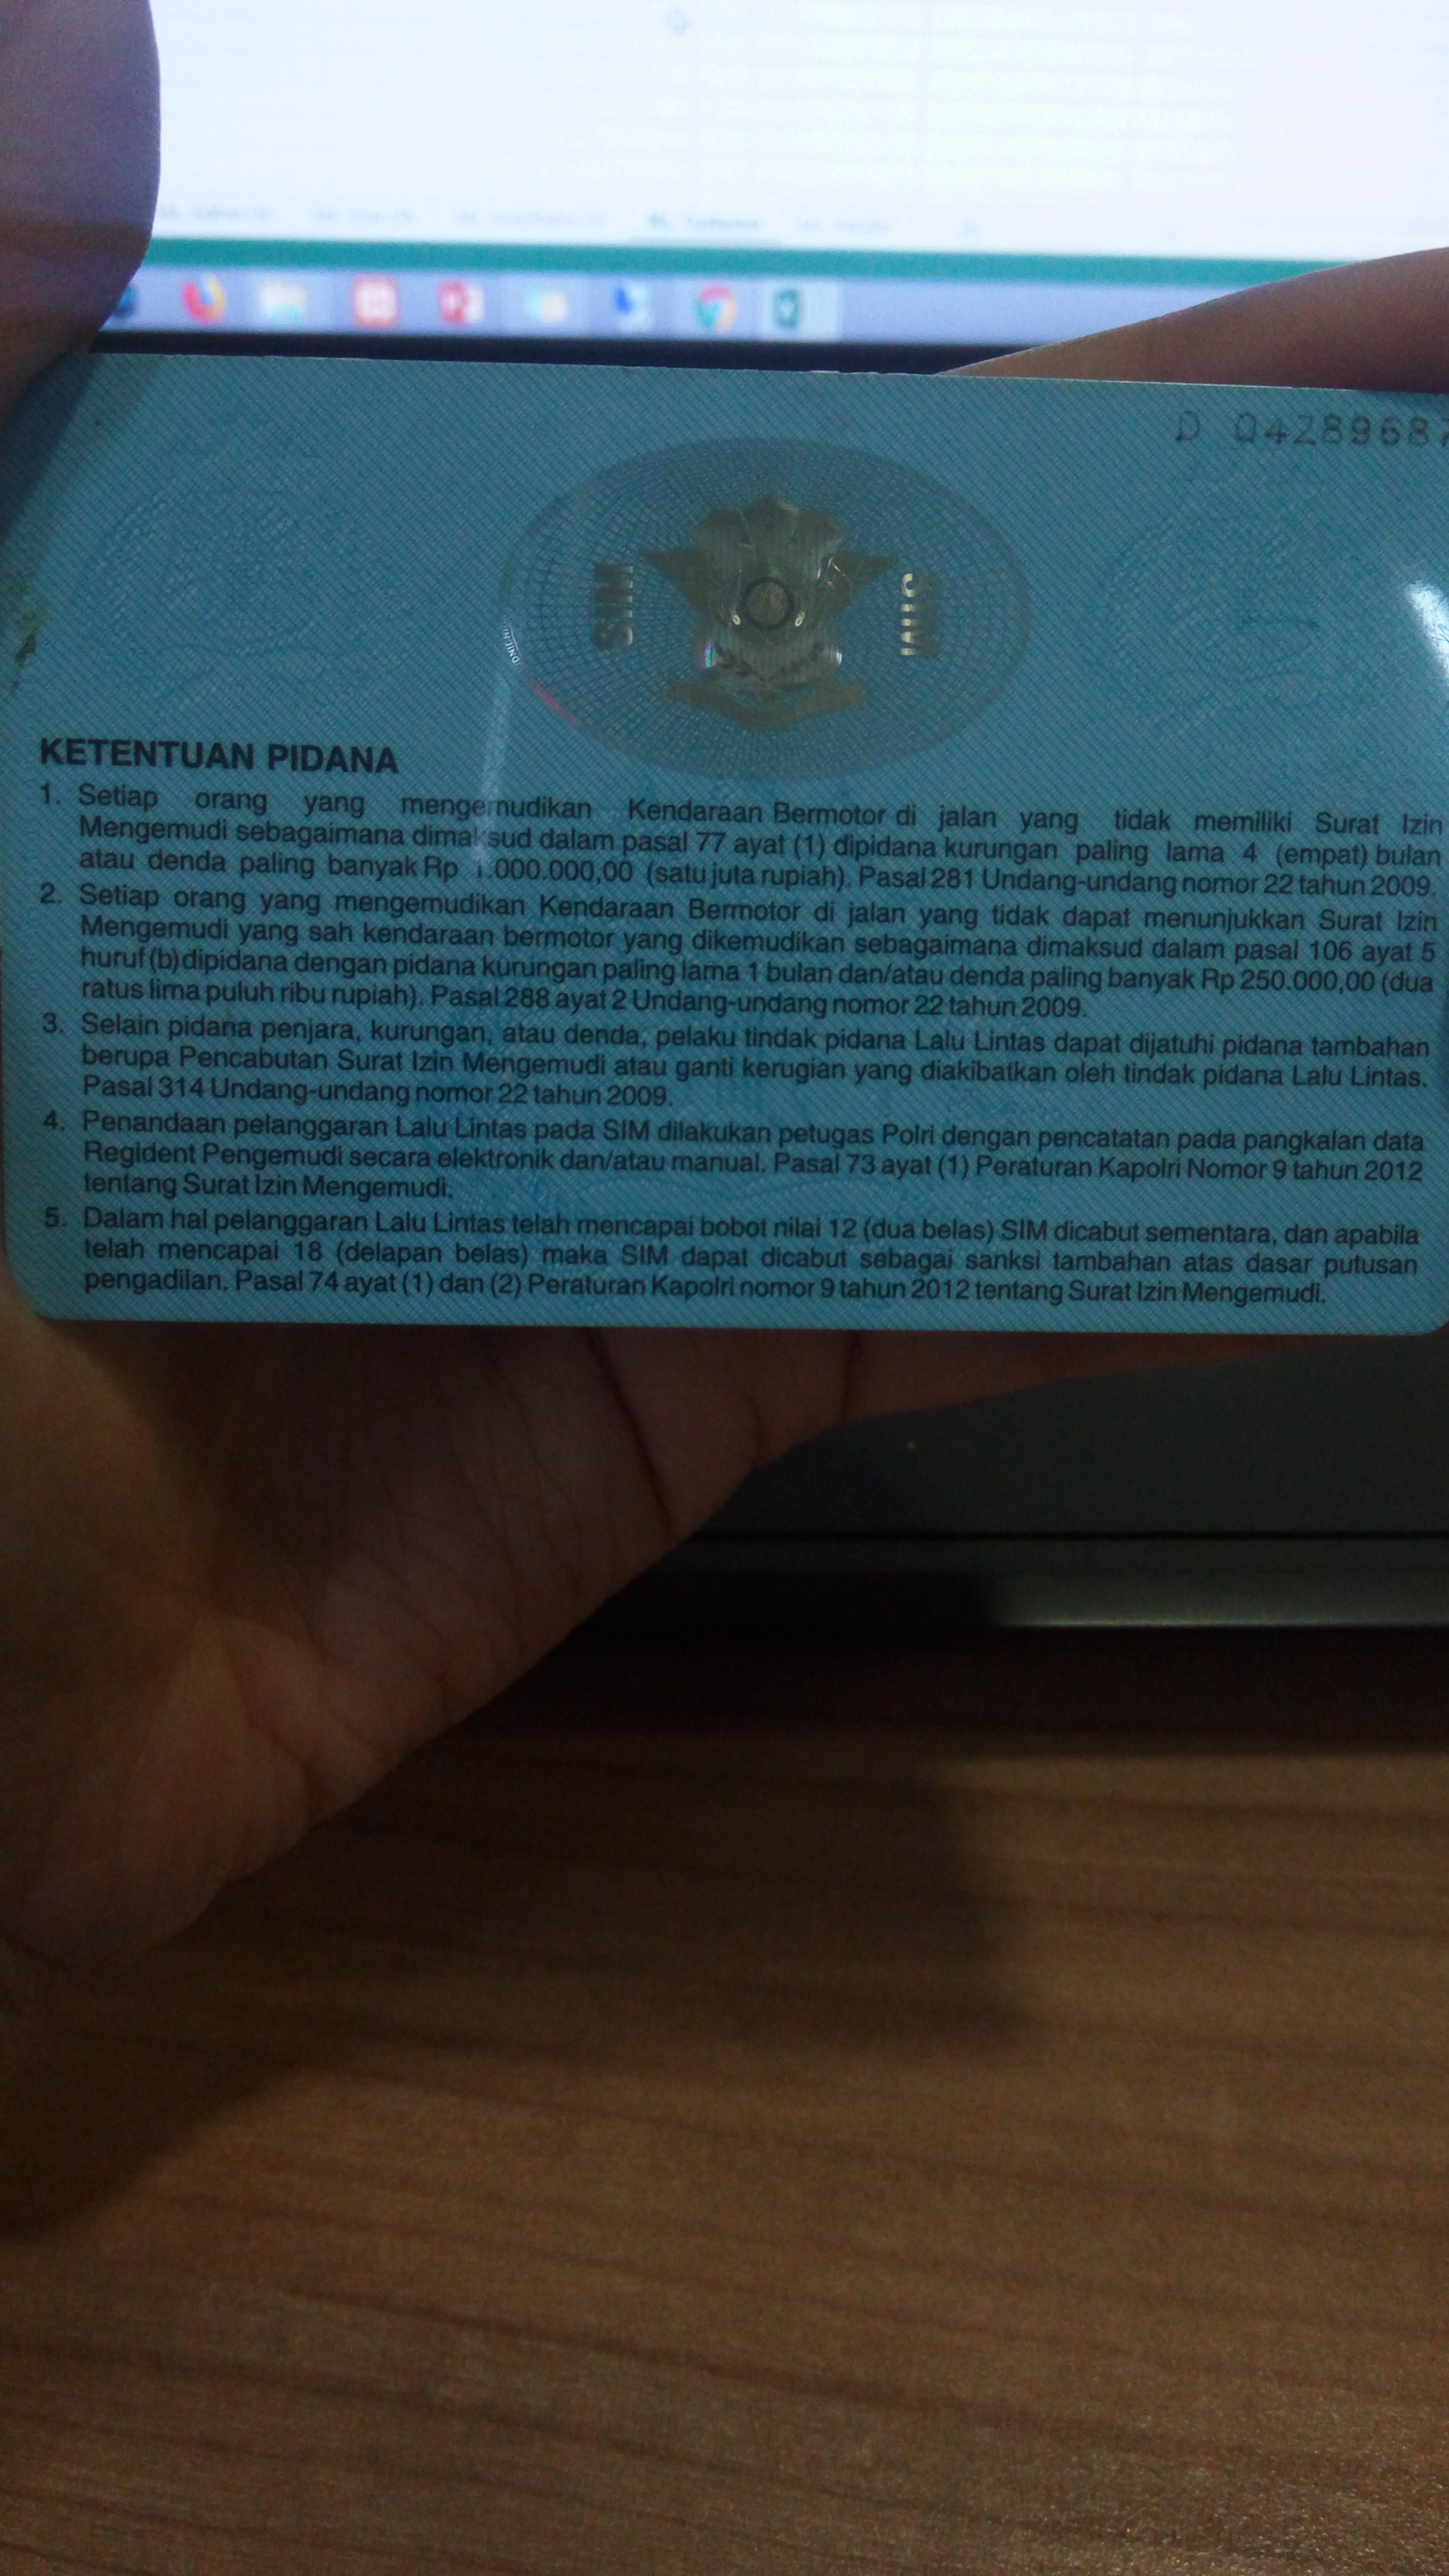 D 0428968
SIM
SIM
KETENTUAN PIDANA
1. Setiap orang yang mengemudikan Kendaraan Bermotor di jalan yang tidak memiliki Surat Izin
Mengemudi sebagaimana dimaksud dalam pasal 77 ayat (1) dipidana kurungan paling lama 4 (empat) bulan
atau denda paling banyak Rp 1.000.000,00 (satu juta rupiah). Pasal 281 Undang-undang nomor 22 tahun 2009.
2. Setiap orang yang mengemudikan Kendaraan Bermotor di jalan yang tidak dapat menunjukkan Surat Izin
Mengemudi yang sah kendaraan bermotor yang dikemudikan sebagaimana dimaksud dalam pasal 106 ayat 5
huruf (b) dipidana dengan pidana kurungan paling lama 1 bulan dan/atau denda paling banyak Rp 250.000,00 (dua
ratus lima puluh ribu rupiah). Pasal 288 ayat 2 Undang-undang nomor 22 tahun 2009.
3. Selain pidana penjara, kurungan, atau denda, pelaku tindak pidana Lalu Lintas dapat dijatuhi pidana tambahan
berupa Pencabutan Surat Izin Mengemudi atau ganti kerugian yang diakibatkan oleh tindak pidana Lalu Lintas.
Pasal 314 Undang-undang nomor 22 tahun 2009.
4. Penandaan pelanggaran Lalu Lintas pada SIM dilakukan petugas Polri dengan pencatatan pada pangkalan data
Regident Pengemudi secara elektronik dan/atau manual. Pasal 73 ayat (1) Peraturan Kapolri Nomor 9 tahun 2012
tentang Surat Izin Mengemudi.
5. Dalam hal pelanggaran Lalu Lintas telah mencapai bobot nilai 12 (dua belas) SIM dicabut sementara, dan apabila
telah mencapai 18 (delapan belas) maka SIM dapat dicabut sebagai sanksi tambahan atas dasar putusan
pengadilan. Pasal 74 ayat (1) dan (2) Peraturan Kapolri nomor 9 tahun 2012 tentang Surat Izin Mengemudi.